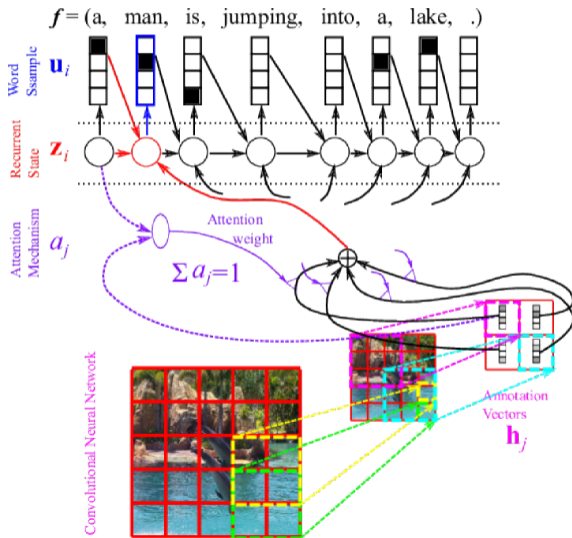 f = (a, man, is, jumping, into, a, lake, .)
Word
Ssample
u_i
Recurrent
State
z_i
Attention
Mechanism
a_j
Attention
weight
∑ a_j=1
Convolutional Neural Network
Annotation
Vectors
h_j